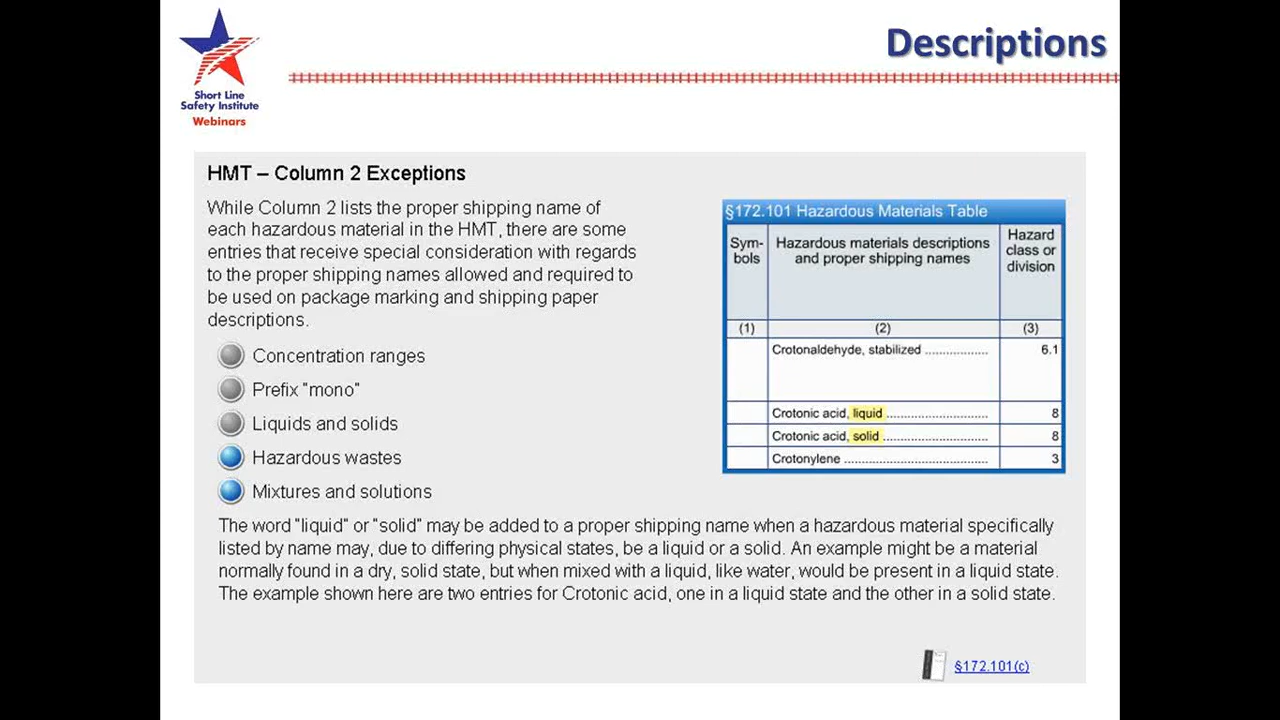 Descriptions
Short Line
Safety Institute
Webinars
HMT – Column 2 Exceptions
While Column 2 lists the proper shipping name of
each hazardous material in the HMT, there are some
entries that receive special consideration with regards
to the proper shipping names allowed and required to
be used on package marking and shipping paper
descriptions.
Concentration ranges
Prefix "mono"
Liquids and solids
Hazardous wastes
Mixtures and solutions
§172.101 Hazardous Materials Table
Sym-
bols
Hazardous materials descriptions
and proper shipping names
Hazard
class or
division
(1) (2) (3)
Crotonaldehyde, stabilized .................. 6.1
Crotonic acid, liquid ............................. 8
Crotonic acid, solid .............................. 8
Crotonylene ......................................... 3
The word "liquid" or "solid" may be added to a proper shipping name when a hazardous material specifically
listed by name may, due to differing physical states, be a liquid or a solid. An example might be a material
normally found in a dry, solid state, but when mixed with a liquid, like water, would be present in a liquid state.
The example shown here are two entries for Crotonic acid, one in a liquid state and the other in a solid state.
§172.101(c)